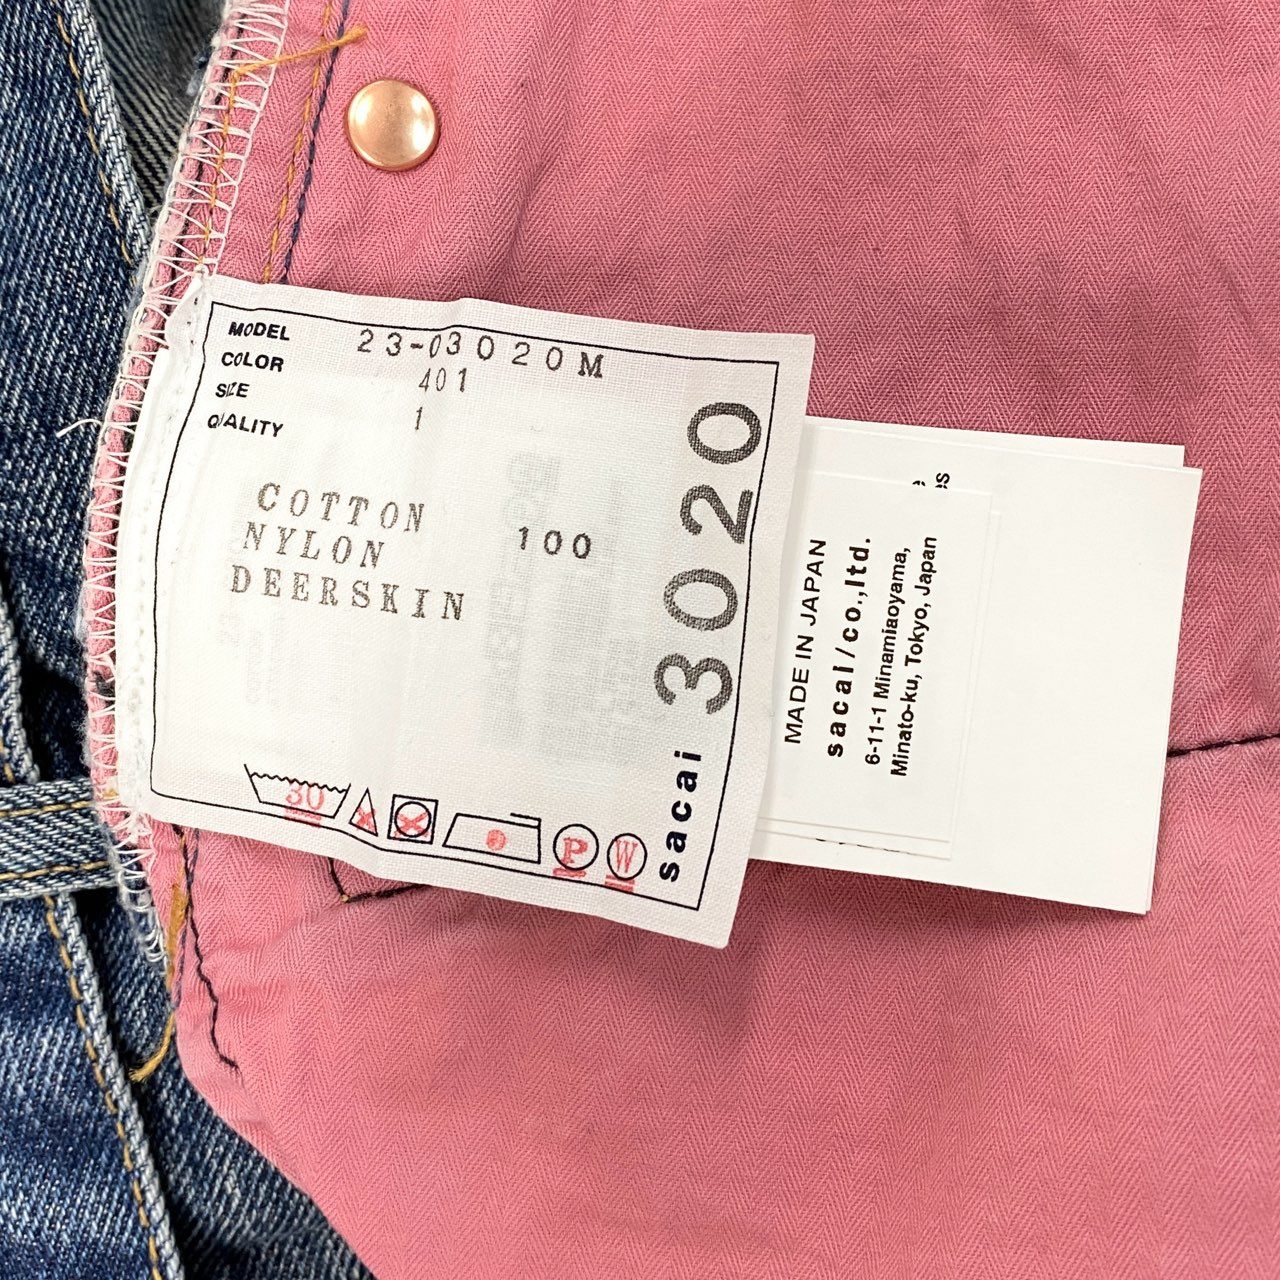 MODEL 23-03020M
COLOR 401
SIZE 1
QUALITY
COTTON 100
NYLON
DEERSKIN
30
P
W
sacai 3020
MADE IN JAPAN
sacai/co.,ltd.
6-11-1 Minamiaoyama,
Minato-ku, Tokyo, Japan